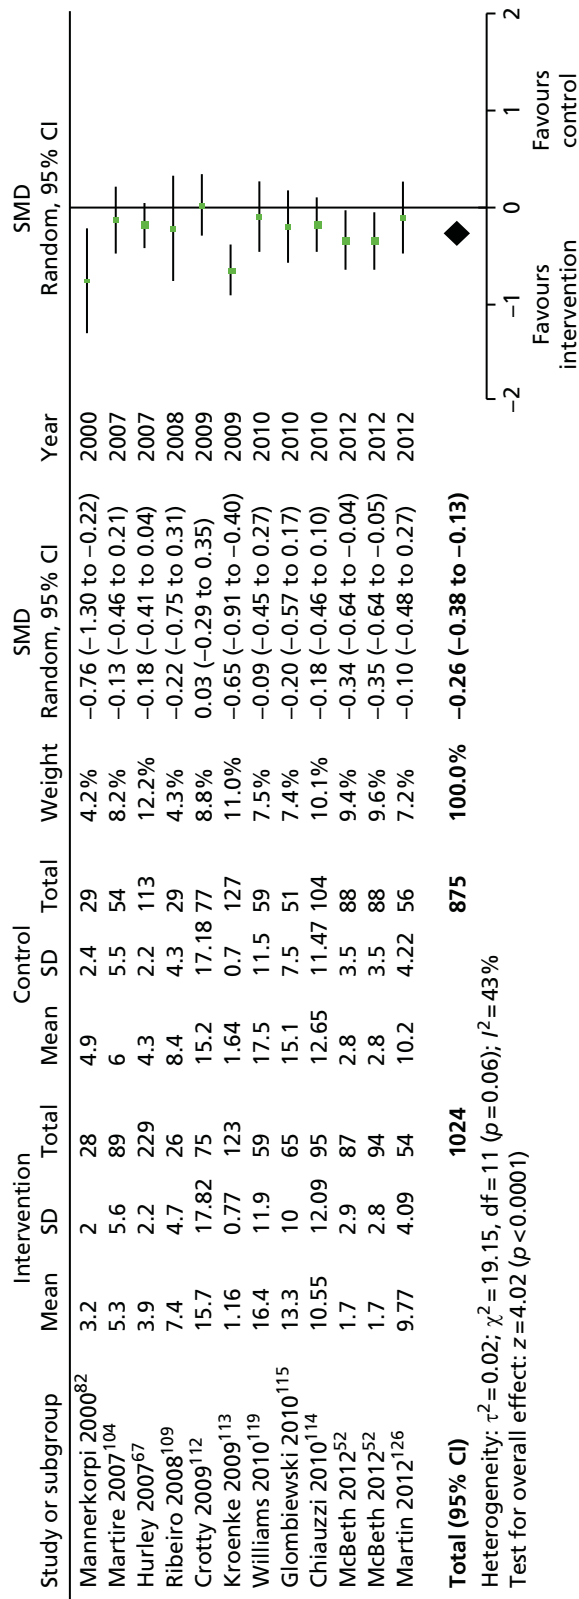 Intervention Control SMD SMD
Study or subgroup Mean SD Total Mean SD Total Weight Random, 95% CI Year Random, 95% CI
Mannerkorpi 2000⁸² 3.2 2 28 4.9 2.4 29 4.2% −0.76 (−1.30 to −0.22) 2000
Martire 2007¹⁰⁴ 5.3 5.6 89 6 5.5 54 8.2% −0.13 (−0.46 to 0.21) 2007
Hurley 2007⁶⁷ 3.9 2.2 229 4.3 2.2 113 12.2% −0.18 (−0.41 to 0.04) 2007
Ribeiro 2008¹⁰⁹ 7.4 4.7 26 8.4 4.3 29 4.3% −0.22 (−0.75 to 0.31) 2008
Crotty 2009¹¹² 15.7 17.82 75 15.2 17.18 77 8.8% 0.03 (−0.29 to 0.35) 2009
Kroenke 2009¹¹³ 1.16 0.77 123 1.64 0.7 127 11.0% −0.65 (−0.91 to −0.40) 2009
Williams 2010¹¹⁹ 16.4 11.9 59 17.5 11.5 59 7.5% −0.09 (−0.45 to 0.27) 2010
Glombiewski 2010¹¹⁵ 13.3 10 65 15.1 7.5 51 7.4% −0.20 (−0.57 to 0.17) 2010
Chiauzzi 2010¹¹⁴ 10.55 12.09 95 12.65 11.47 104 10.1% −0.18 (−0.46 to 0.10) 2010
McBeth 2012⁵² 1.7 2.9 87 2.8 3.5 88 9.4% −0.34 (−0.64 to −0.04) 2012
McBeth 2012⁵² 1.7 2.8 94 2.8 3.5 88 9.6% −0.35 (−0.64 to −0.05) 2012
Martin 2012¹²⁶ 9.77 4.09 54 10.2 4.22 56 7.2% −0.10 (−0.48 to 0.27) 2012
Total (95% CI) 1024 875 100.0% −0.26 (−0.38 to −0.13)
Heterogeneity: τ²=0.02; χ²=19.15, df=11 (p=0.06); I²=43%
Test for overall effect: z=4.02 (p<0.0001)
−2 −1 0 1 2
Favours Favours
intervention control